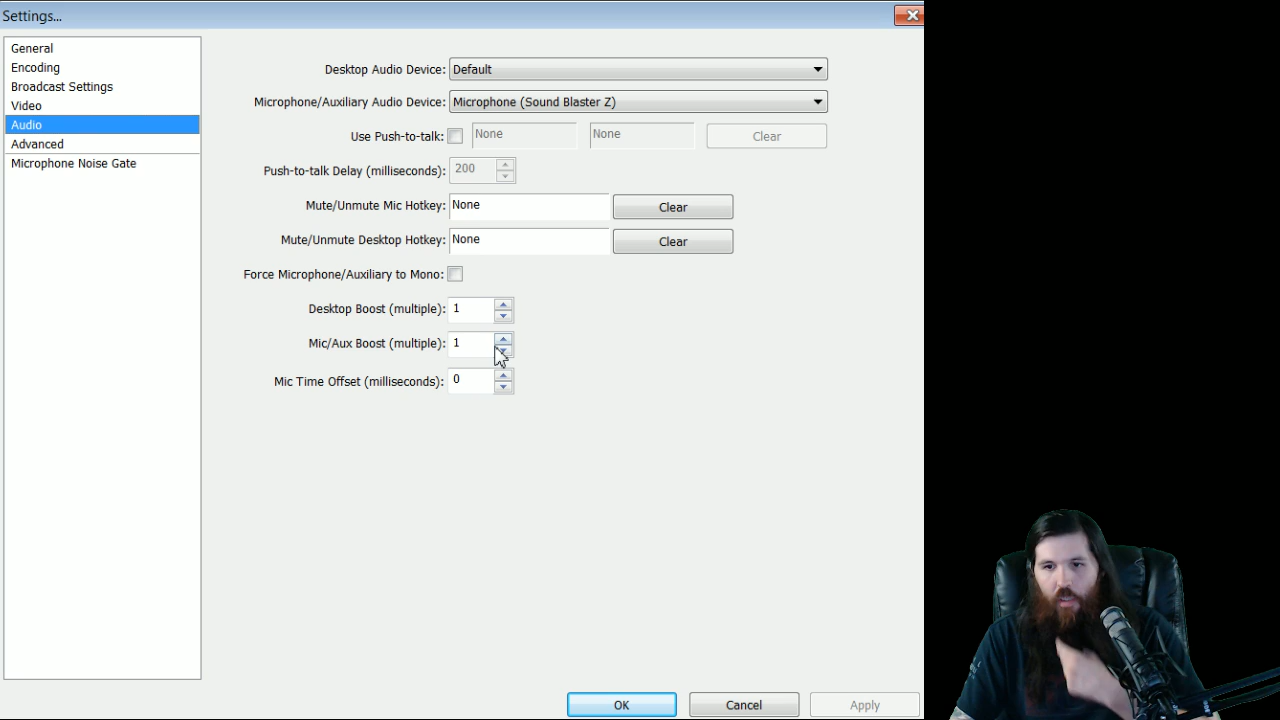 Settings...
General
Encoding
Broadcast Settings
Video
Audio
Advanced
Microphone Noise Gate
Desktop Audio Device: Default
Microphone/Auxiliary Audio Device: Microphone (Sound Blaster Z)
Use Push-to-talk: None None Clear
Push-to-talk Delay (milliseconds): 200
Mute/Unmute Mic Hotkey: None Clear
Mute/Unmute Desktop Hotkey: None Clear
Force Microphone/Auxiliary to Mono:
Desktop Boost (multiple): 1
Mic/Aux Boost (multiple): 1
Mic Time Offset (milliseconds): 0
OK Cancel Apply